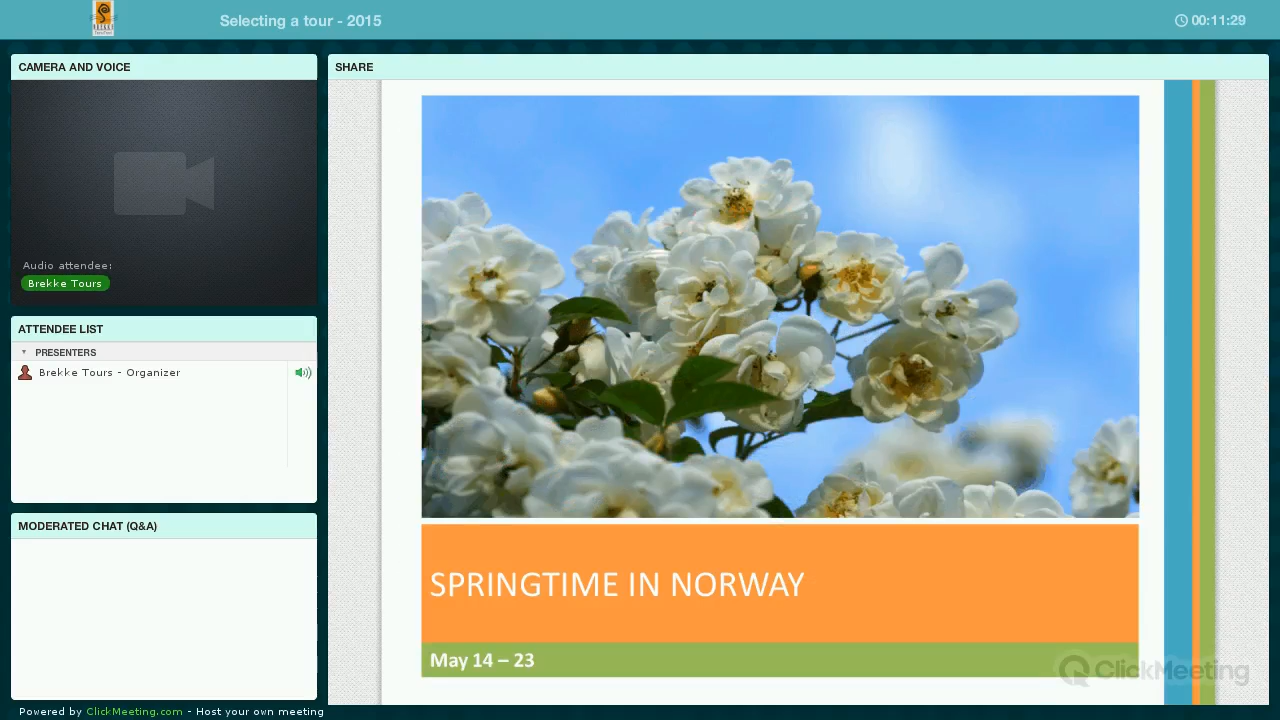 Selecting a tour - 2015
00:11:29
CAMERA AND VOICE
Audio attendee:
Brekke Tours
ATTENDEE LIST
PRESENTERS
Brekke Tours - Organizer
MODERATED CHAT (Q&A)
Powered by ClickMeeting.com - Host your own meeting
SHARE
SPRINGTIME IN NORWAY
May 14 – 23
ClickMeeting